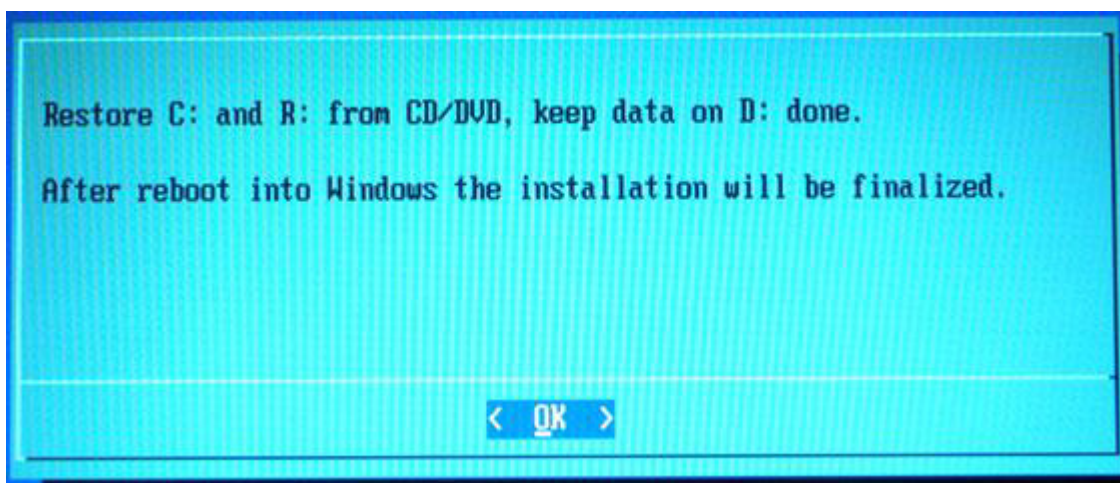 Restore C: and R: from CD/DVD, keep data on D: done.
After reboot into Windows the installation will be finalized.
< OK >